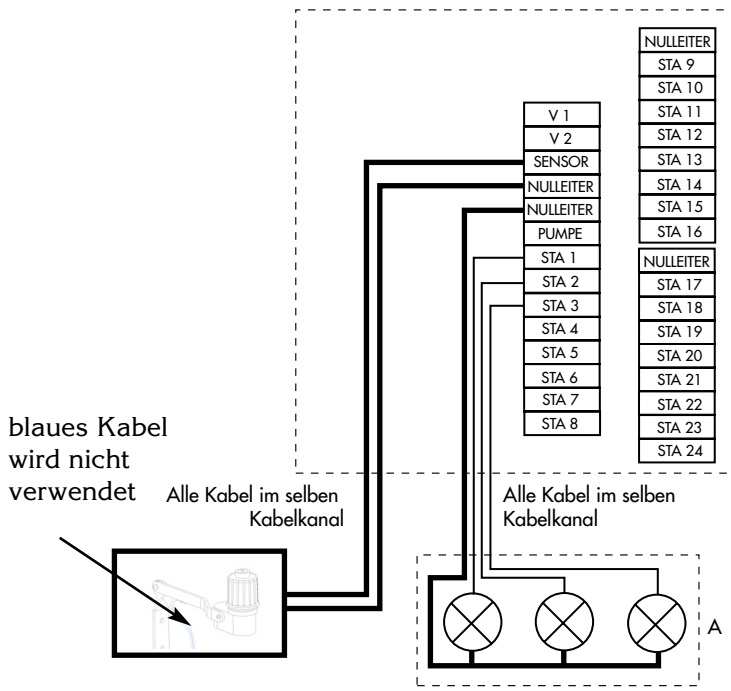 NULLEITER
STA 9
STA 10
STA 11
STA 12
STA 13
STA 14
STA 15
STA 16
V 1
V 2
SENSOR
NULLEITER
NULLEITER
PUMPE
STA 1
STA 2
STA 3
STA 4
STA 5
STA 6
STA 7
STA 8
NULLEITER
STA 17
STA 18
STA 19
STA 20
STA 21
STA 22
STA 23
STA 24
blaues Kabel
wird nicht
verwendet
Alle Kabel im selben
Kabelkanal
Alle Kabel im selben
Kabelkanal
A